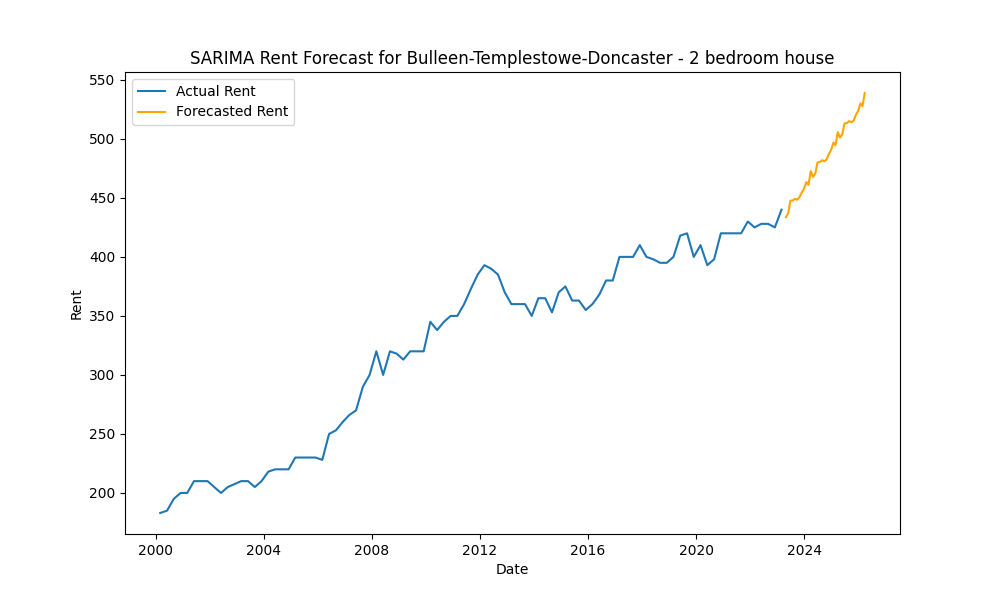 SARIMA Rent Forecast for Bulleen-Templestowe-Doncaster - 2 bedroom house
Actual Rent
Forecasted Rent
550
500
450
400
350
300
250
200
Rent
2000 2004 2008 2012 2016 2020 2024
Date